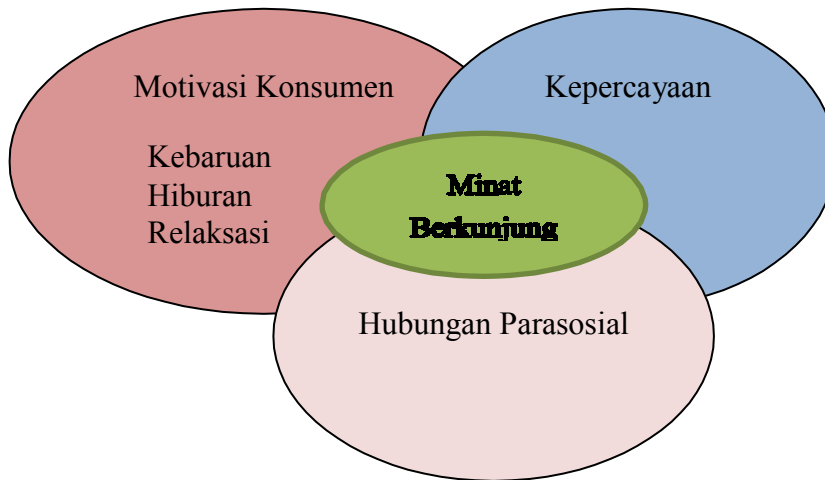 Motivasi Konsumen
Kebaruan
Hiburan
Relaksasi
Kepercayaan
Minat
Berkunjung
Hubungan Parasosial